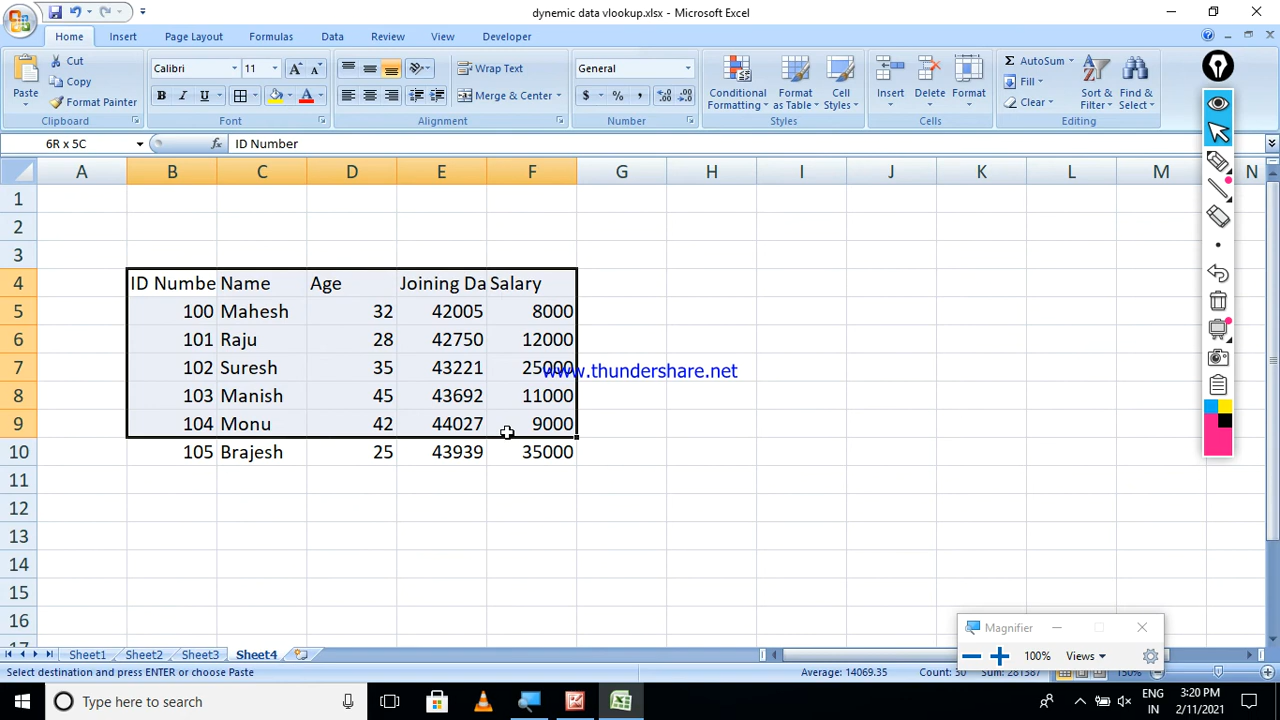 dynemic data vlookup.xlsx - Microsoft Excel
Home Insert Page Layout Formulas Data Review View Developer
Paste
Cut
Copy
Format Painter
Clipboard
Calibri 11
B I U
Font
Wrap Text
Merge & Center
Alignment
General
$ % ,
Number
Conditional Formatting
Format as Table
Cell Styles
Styles
Insert Delete Format
Cells
AutoSum
Fill
Clear
Sort & Filter
Find & Select
Editing
6R x 5C fx ID Number
A B C D E F G H I J K L M N
1
2
3
4 ID Numbe Name Age Joining Da Salary
5 100 Mahesh 32 42005 8000
6 101 Raju 28 42750 12000
7 102 Suresh 35 43221 25000
www.thundershare.net
8 103 Manish 45 43692 11000
9 104 Monu 42 44027 9000
10 105 Brajesh 25 43939 35000
11
12
13
14
15
16
17
Magnifier
100% Views
Sheet1 Sheet2 Sheet3 Sheet4
Select destination and press ENTER or choose Paste Average: 14069.35 Count: 30 Sum: 281387 150%
Type here to search
ENG
IN
3:20 PM
2/11/2021